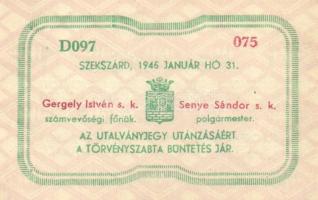 D097 075
SZEKSZÁRD, 1946 JANUÁR HÓ 31.
Gergely István s. k. Senye Sándor s. k.
számvevőségi főnök. polgármester.
AZ UTALVÁNYJEGY UTÁNZÁSÁÉRT
A TÖRVÉNYSZABTA BÜNTETÉS JÁR.